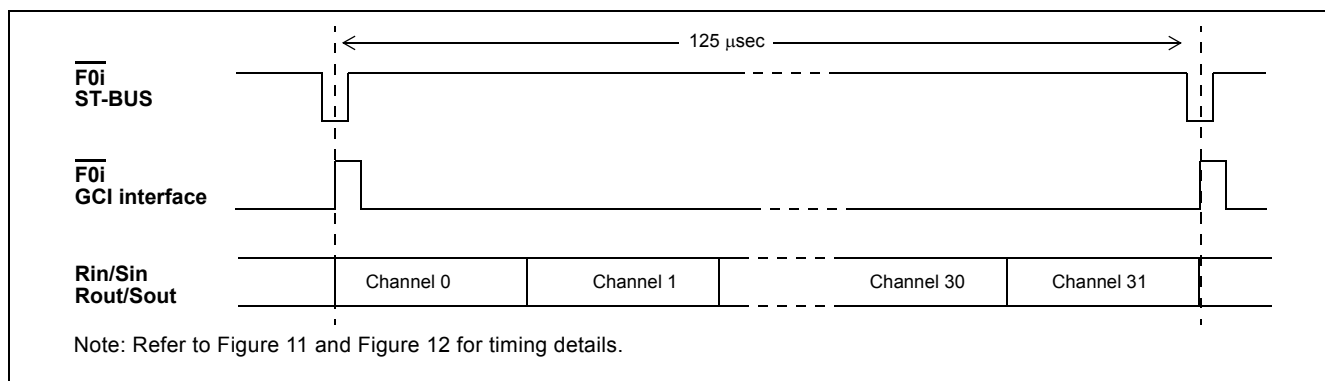 125 μsec
F0i
ST-BUS
F0i
GCI interface
Rin/Sin
Rout/Sout
Channel 0
Channel 1
Channel 30
Channel 31
Note: Refer to Figure 11 and Figure 12 for timing details.